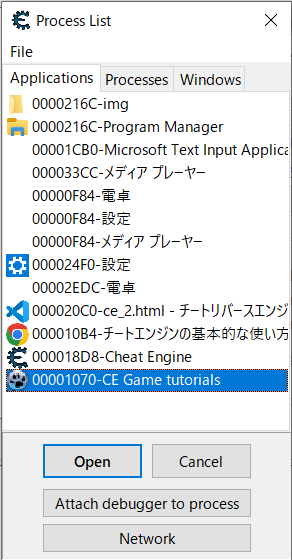 Process List
File
Applications Processes Windows
0000216C-img
0000216C-Program Manager
00001CB0-Microsoft Text Input Applica
000033CC-メディア プレーヤー
00000F84-電卓
00000F84-設定
00000F84-メディア プレーヤー
000024F0-設定
00002EDC-電卓
000020C0-ce_2.html - チートリバースエンジ
000010B4-チートエンジンの基本的な使い方
000018D8-Cheat Engine
00001070-CE Game tutorials
Open Cancel
Attach debugger to process
Network